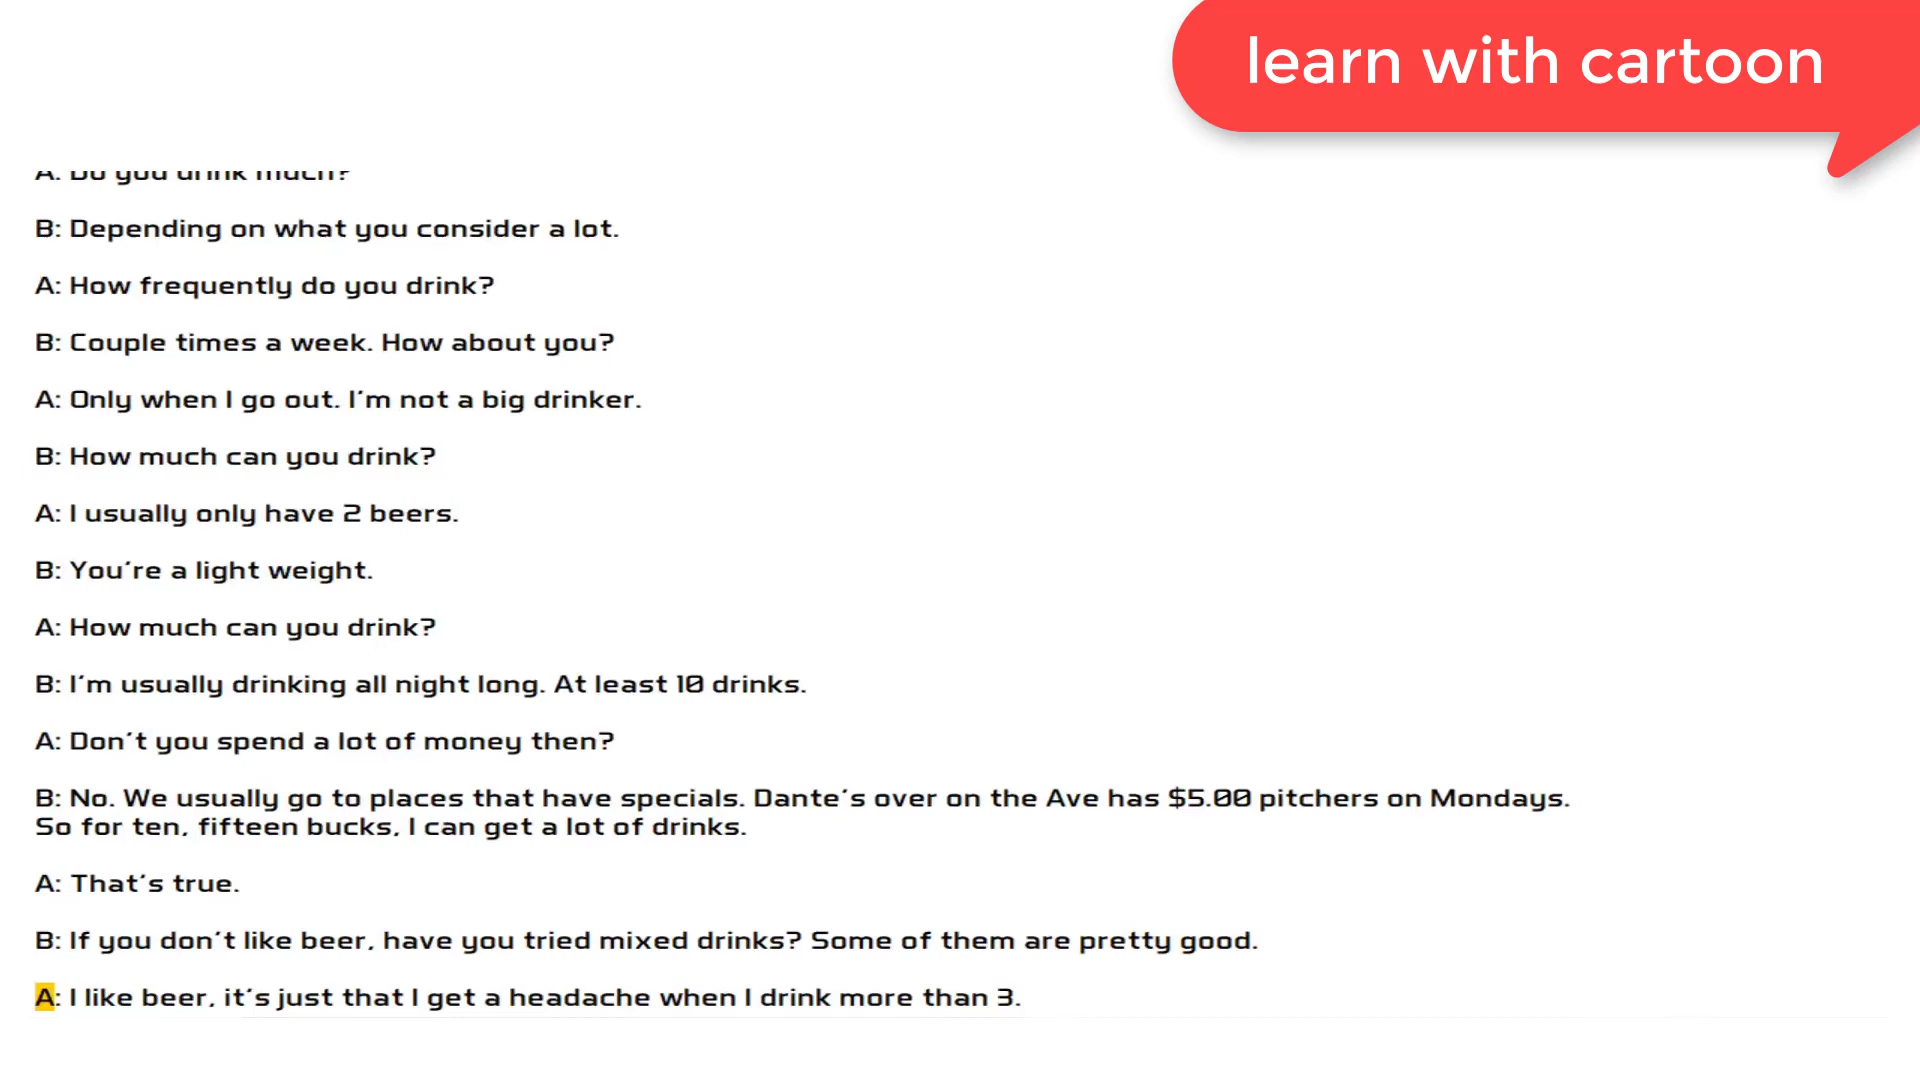 learn with cartoon
A: Do you drink much?
B: Depending on what you consider a lot.
A: How frequently do you drink?
B: Couple times a week. How about you?
A: Only when I go out. I'm not a big drinker.
B: How much can you drink?
A: I usually only have 2 beers.
B: You're a light weight.
A: How much can you drink?
B: I'm usually drinking all night long. At least 10 drinks.
A: Don't you spend a lot of money then?
B: No. We usually go to places that have specials. Dante's over on the Ave has $5.00 pitchers on Mondays.
So for ten, fifteen bucks, I can get a lot of drinks.
A: That's true.
B: If you don't like beer, have you tried mixed drinks? Some of them are pretty good.
A: I like beer, it's just that I get a headache when I drink more than 3.